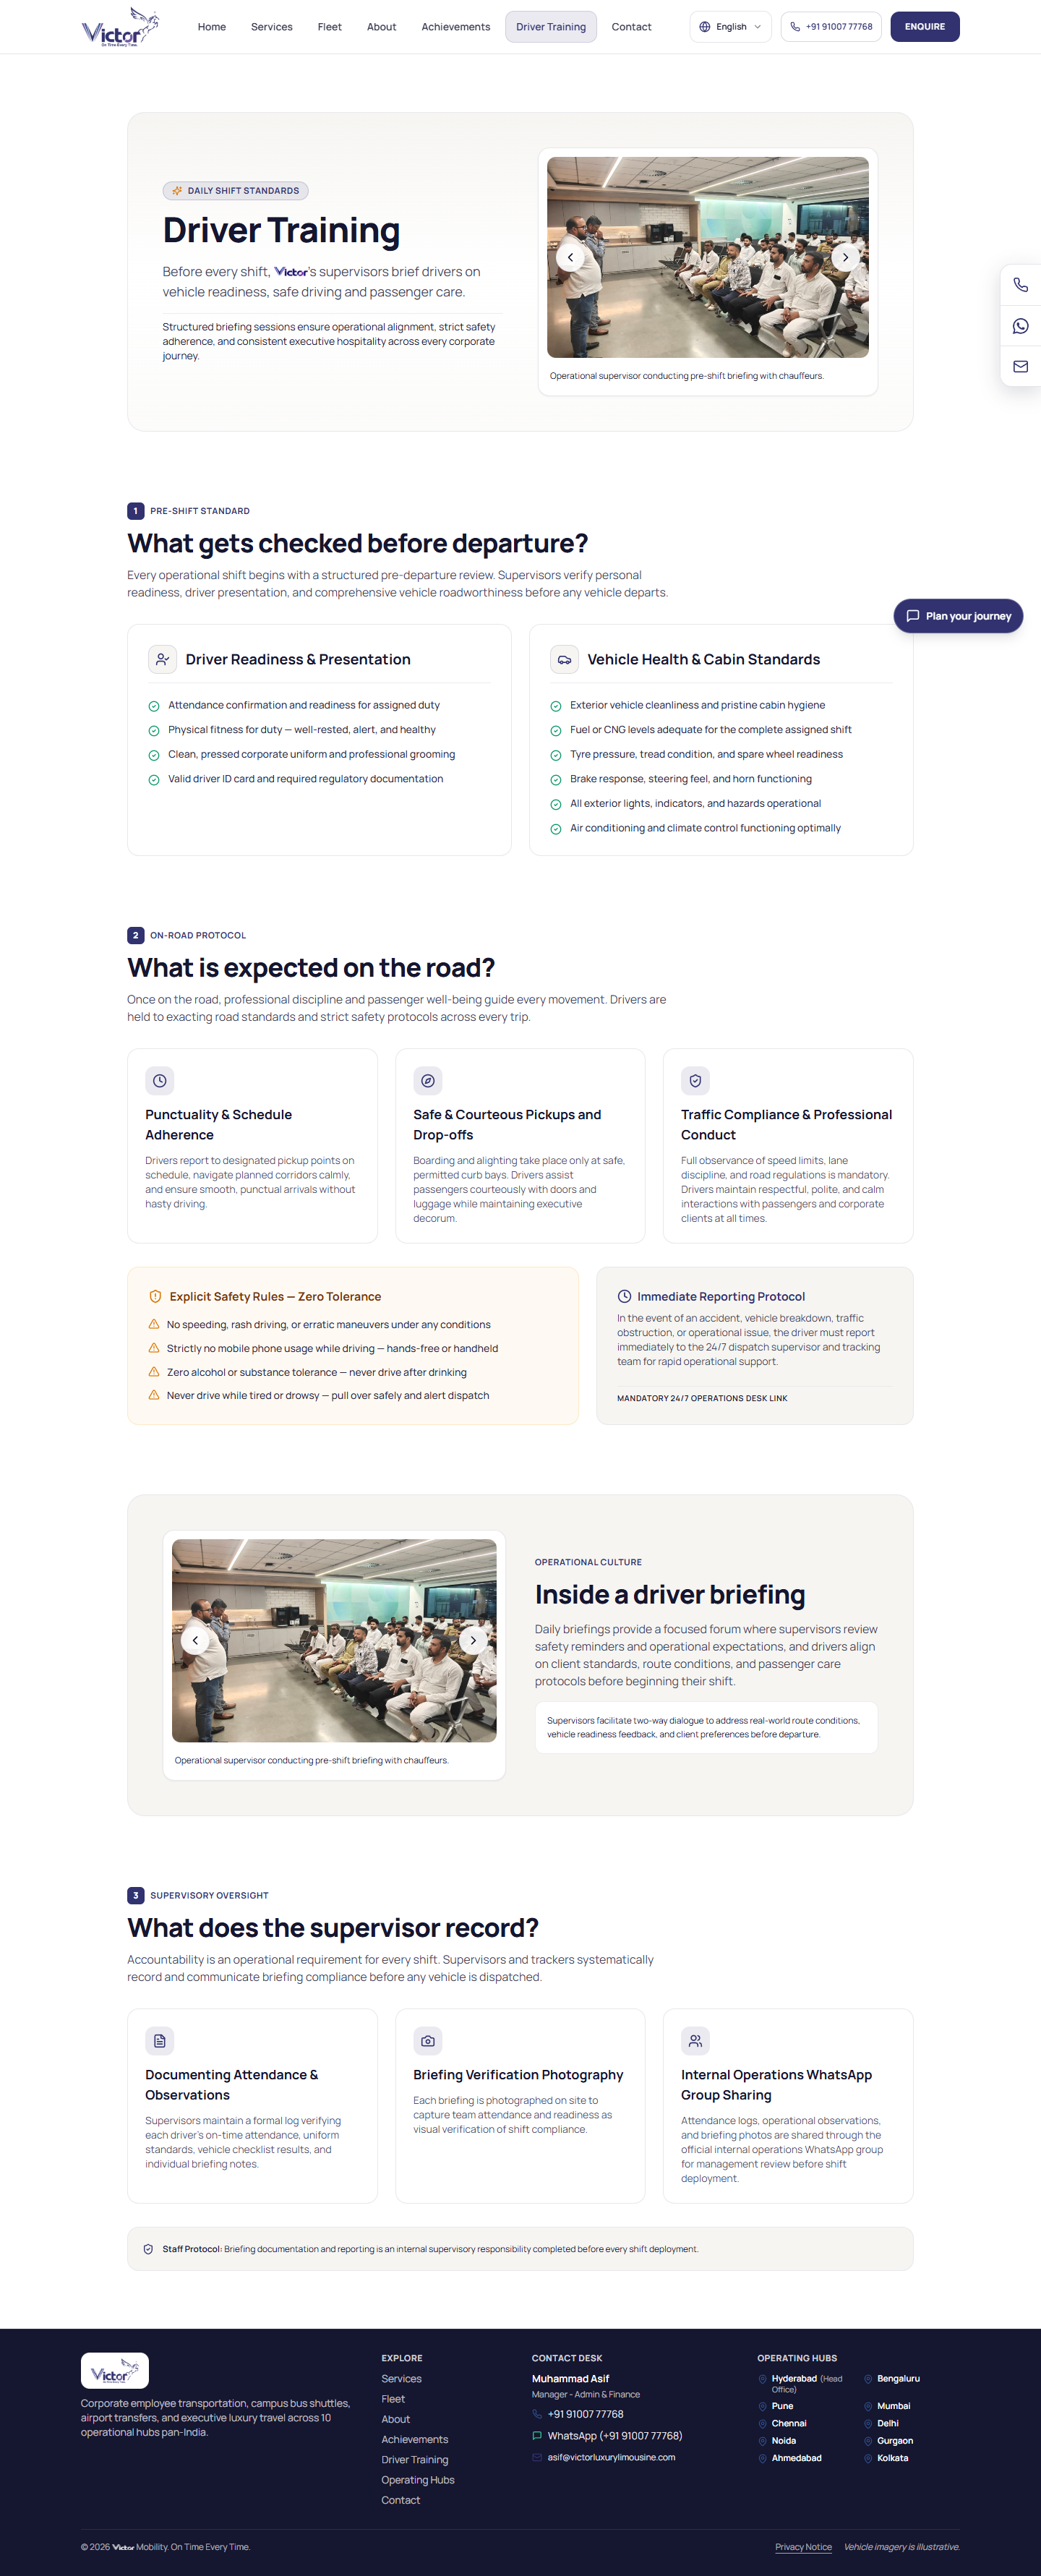 Victor
On Time Every Time.
Home
Services
Fleet
About
Achievements
Driver Training
Contact
English
+91 91007 77768
ENQUIRE
DAILY SHIFT STANDARDS
Driver Training
Before every shift, Victor's supervisors brief drivers on
vehicle readiness, safe driving and passenger care.
Structured briefing sessions ensure operational alignment, strict safety
adherence, and consistent executive hospitality across every corporate
journey.
Operational supervisor conducting pre-shift briefing with chauffeurs.
1 PRE-SHIFT STANDARD
What gets checked before departure?
Every operational shift begins with a structured pre-departure review. Supervisors verify personal
readiness, driver presentation, and comprehensive vehicle roadworthiness before any vehicle departs.
Plan your journey
Driver Readiness & Presentation
Attendance confirmation and readiness for assigned duty
Physical fitness for duty — well-rested, alert, and healthy
Clean, pressed corporate uniform and professional grooming
Valid driver ID card and required regulatory documentation
Vehicle Health & Cabin Standards
Exterior vehicle cleanliness and pristine cabin hygiene
Fuel or CNG levels adequate for the complete assigned shift
Tyre pressure, tread condition, and spare wheel readiness
Brake response, steering feel, and horn functioning
All exterior lights, indicators, and hazards operational
Air conditioning and climate control functioning optimally
2 ON-ROAD PROTOCOL
What is expected on the road?
Once on the road, professional discipline and passenger well-being guide every movement. Drivers are
held to exacting road standards and strict safety protocols across every trip.
Punctuality & Schedule
Adherence
Drivers report to designated pickup points on
schedule, navigate planned corridors calmly,
and ensure smooth, punctual arrivals without
hasty driving.
Safe & Courteous Pickups and
Drop-offs
Boarding and alighting take place only at safe,
permitted curb bays. Drivers assist
passengers courteously with doors and
luggage while maintaining executive
decorum.
Traffic Compliance & Professional
Conduct
Full observance of speed limits, lane
discipline, and road regulations is mandatory.
Drivers maintain respectful, polite, and calm
interactions with passengers and corporate
clients at all times.
Explicit Safety Rules — Zero Tolerance
No speeding, rash driving, or erratic maneuvers under any conditions
Strictly no mobile phone usage while driving — hands-free or handheld
Zero alcohol or substance tolerance — never drive after drinking
Never drive while tired or drowsy — pull over safely and alert dispatch
Immediate Reporting Protocol
In the event of an accident, vehicle breakdown, traffic
obstruction, or operational issue, the driver must report
immediately to the 24/7 dispatch supervisor and tracking
team for rapid operational support.
MANDATORY 24/7 OPERATIONS DESK LINK
Operational supervisor conducting pre-shift briefing with chauffeurs.
OPERATIONAL CULTURE
Inside a driver briefing
Daily briefings provide a focused forum where supervisors review
safety reminders and operational expectations, and drivers align
on client standards, route conditions, and passenger care
protocols before beginning their shift.
Supervisors facilitate two-way dialogue to address real-world route conditions,
vehicle readiness feedback, and client preferences before departure.
3 SUPERVISORY OVERSIGHT
What does the supervisor record?
Accountability is an operational requirement for every shift. Supervisors and trackers systematically
record and communicate briefing compliance before any vehicle is dispatched.
Documenting Attendance &
Observations
Supervisors maintain a formal log verifying
each driver's on-time attendance, uniform
standards, vehicle checklist results, and
individual briefing notes.
Briefing Verification Photography
Each briefing is photographed on site to
capture team attendance and readiness as
visual verification of shift compliance.
Internal Operations WhatsApp
Group Sharing
Attendance logs, operational observations,
and briefing photos are shared through the
official internal operations WhatsApp group
for management review before shift
deployment.
Staff Protocol: Briefing documentation and reporting is an internal supervisory responsibility completed before every shift deployment.
Victor
On Time Every Time.
Corporate employee transportation, campus bus shuttles,
airport transfers, and executive luxury travel across 10
operational hubs pan-India.
EXPLORE
Services
Fleet
About
Achievements
Driver Training
Operating Hubs
Contact
CONTACT DESK
Muhammad Asif
Manager - Admin & Finance
+91 91007 77768
WhatsApp (+91 91007 77768)
asif@victorluxurylimousine.com
OPERATING HUBS
Hyderabad (Head
Office)
Bengaluru
Pune
Mumbai
Chennai
Delhi
Noida
Gurgaon
Ahmedabad
Kolkata
© 2026 Victor Mobility. On Time Every Time.
Privacy Notice
Vehicle imagery is illustrative.